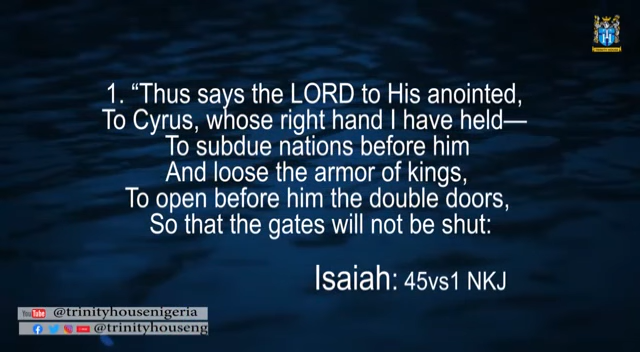 1. “Thus says the LORD to His anointed,
To Cyrus, whose right hand I have held—
To subdue nations before him
And loose the armor of kings,
To open before him the double doors,
So that the gates will not be shut:
Isaiah: 45vs1 NKJ
YouTube @trinityhousenigeria
@trinityhouseng